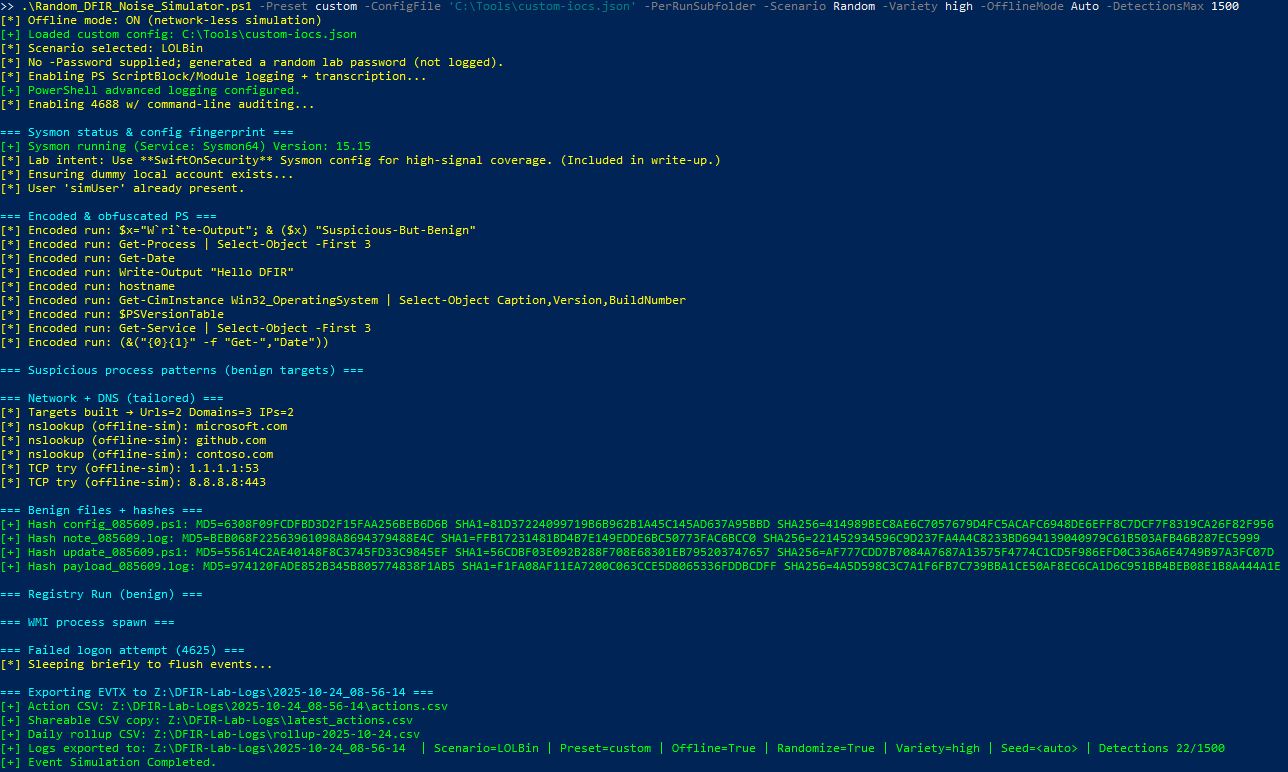 >> .\Random_DFIR_Noise_Simulator.ps1 -Preset custom -ConfigFile 'C:\Tools\custom-iocs.json' -PerRunSubfolder -Scenario Random -Variety high -OfflineMode Auto -DetectionsMax 1500
[*] Offline mode: ON (network-less simulation)
[+] Loaded custom config: C:\Tools\custom-iocs.json
[*] Scenario selected: LOLBin
[*] No -Password supplied; generated a random lab password (not logged).
[*] Enabling PS ScriptBlock/Module logging + transcription...
[+] PowerShell advanced logging configured.
[*] Enabling 4688 w/ command-line auditing...
=== Sysmon status & config fingerprint ===
[+] Sysmon running (Service: Sysmon64) Version: 15.15
[*] Lab intent: Use **SwiftOnSecurity** Sysmon config for high-signal coverage. (Included in write-up.)
[*] Ensuring dummy local account exists...
[*] User 'simUser' already present.
=== Encoded & obfuscated PS ===
[*] Encoded run: $x="W`ri`te-Output"; & ($x) "Suspicious-But-Benign"
[*] Encoded run: Get-Process | Select-Object -First 3
[*] Encoded run: Get-Date
[*] Encoded run: Write-Output "Hello DFIR"
[*] Encoded run: hostname
[*] Encoded run: Get-CimInstance Win32_OperatingSystem | Select-Object Caption,Version,BuildNumber
[*] Encoded run: $PSVersionTable
[*] Encoded run: Get-Service | Select-Object -First 3
[*] Encoded run: (&("{0}{1}" -f "Get-","Date"))
=== Suspicious process patterns (benign targets) ===
=== Network + DNS (tailored) ===
[*] Targets built → Urls=2 Domains=3 IPs=2
[*] nslookup (offline-sim): microsoft.com
[*] nslookup (offline-sim): github.com
[*] nslookup (offline-sim): contoso.com
[*] TCP try (offline-sim): 1.1.1.1:53
[*] TCP try (offline-sim): 8.8.8.8:443
=== Benign files + hashes ===
[+] Hash config_085609.ps1: MD5=6308F09FCDFBD3D2F15FAA256BEB6D6B SHA1=81D37224099719B6B962B1A45C145AD637A95BBD SHA256=414989BEC8AE6C7057679D4FC5ACAFC6948DE6EFF8C7DCF7F8319CA26F82F956
[+] Hash note_085609.log: MD5=BEB068F22563961098A8694379488E4C SHA1=FFB17231481BD4B7E149EDDE6BC50773FAC6BCC0 SHA256=221452934596C9D237FA4A4C8233BD694139040979C61B503AFB46B287EC5999
[+] Hash update_085609.ps1: MD5=55614C2AE40148F8C3745FD33C9845EF SHA1=56CDBF03E092B288F708E68301EB795203747657 SHA256=AF777CDD7B7084A7687A13575F4774C1CD5F986EFD0C336A6E4749B97A3FC07D
[+] Hash payload_085609.log: MD5=974120FADE852B345B805774838F1AB5 SHA1=F1FA08AF11EA7200C063CCE5D8065336FDDBCDFF SHA256=4A5D598C3C7A1F6FB7C739BBA1CE50AF8EC6CA1D6C951BB4BEB08E1B8A444A1E
=== Registry Run (benign) ===
=== WMI process spawn ===
=== Failed logon attempt (4625) ===
[*] Sleeping briefly to flush events...
=== Exporting EVTX to Z:\DFIR-Lab-Logs\2025-10-24_08-56-14 ===
[+] Action CSV: Z:\DFIR-Lab-Logs\2025-10-24_08-56-14\actions.csv
[+] Shareable CSV copy: Z:\DFIR-Lab-Logs\latest_actions.csv
[+] Daily rollup CSV: Z:\DFIR-Lab-Logs\rollup-2025-10-24.csv
[+] Logs exported to: Z:\DFIR-Lab-Logs\2025-10-24_08-56-14 | Scenario=LOLBin | Preset=custom | Offline=True | Randomize=True | Variety=high | Seed=<auto> | Detections 22/1500
[+] Event Simulation Completed.